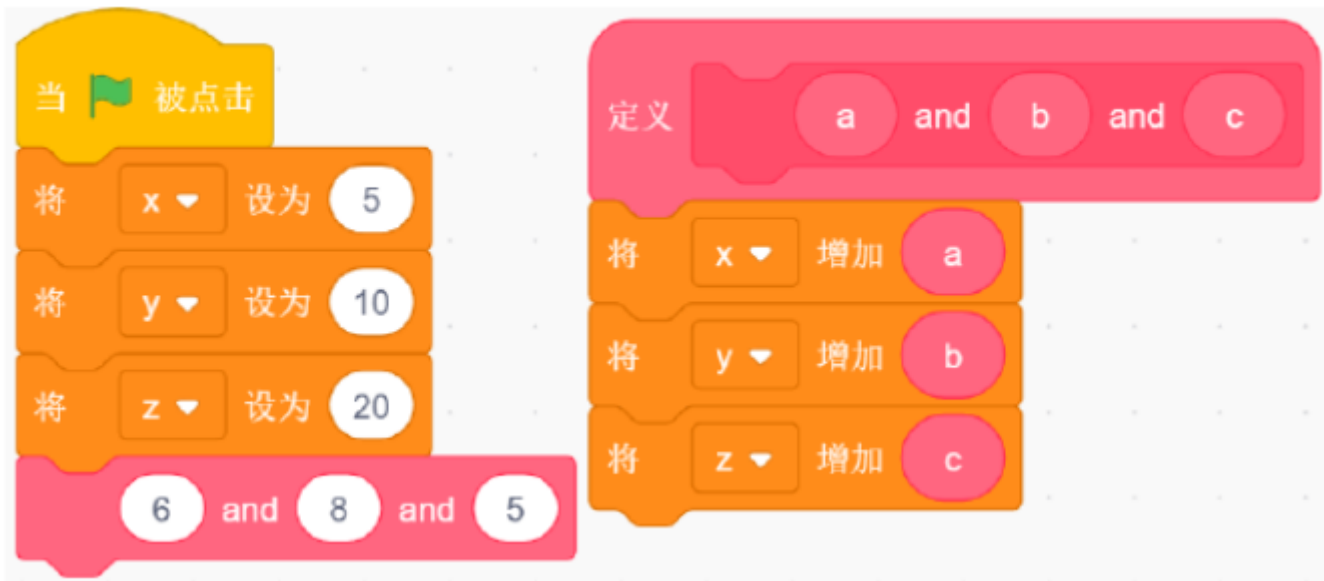 当 被点击
将 x 设为 5
将 y 设为 10
将 z 设为 20
6 and 8 and 5
定义 a and b and c
将 x 增加 a
将 y 增加 b
将 z 增加 c